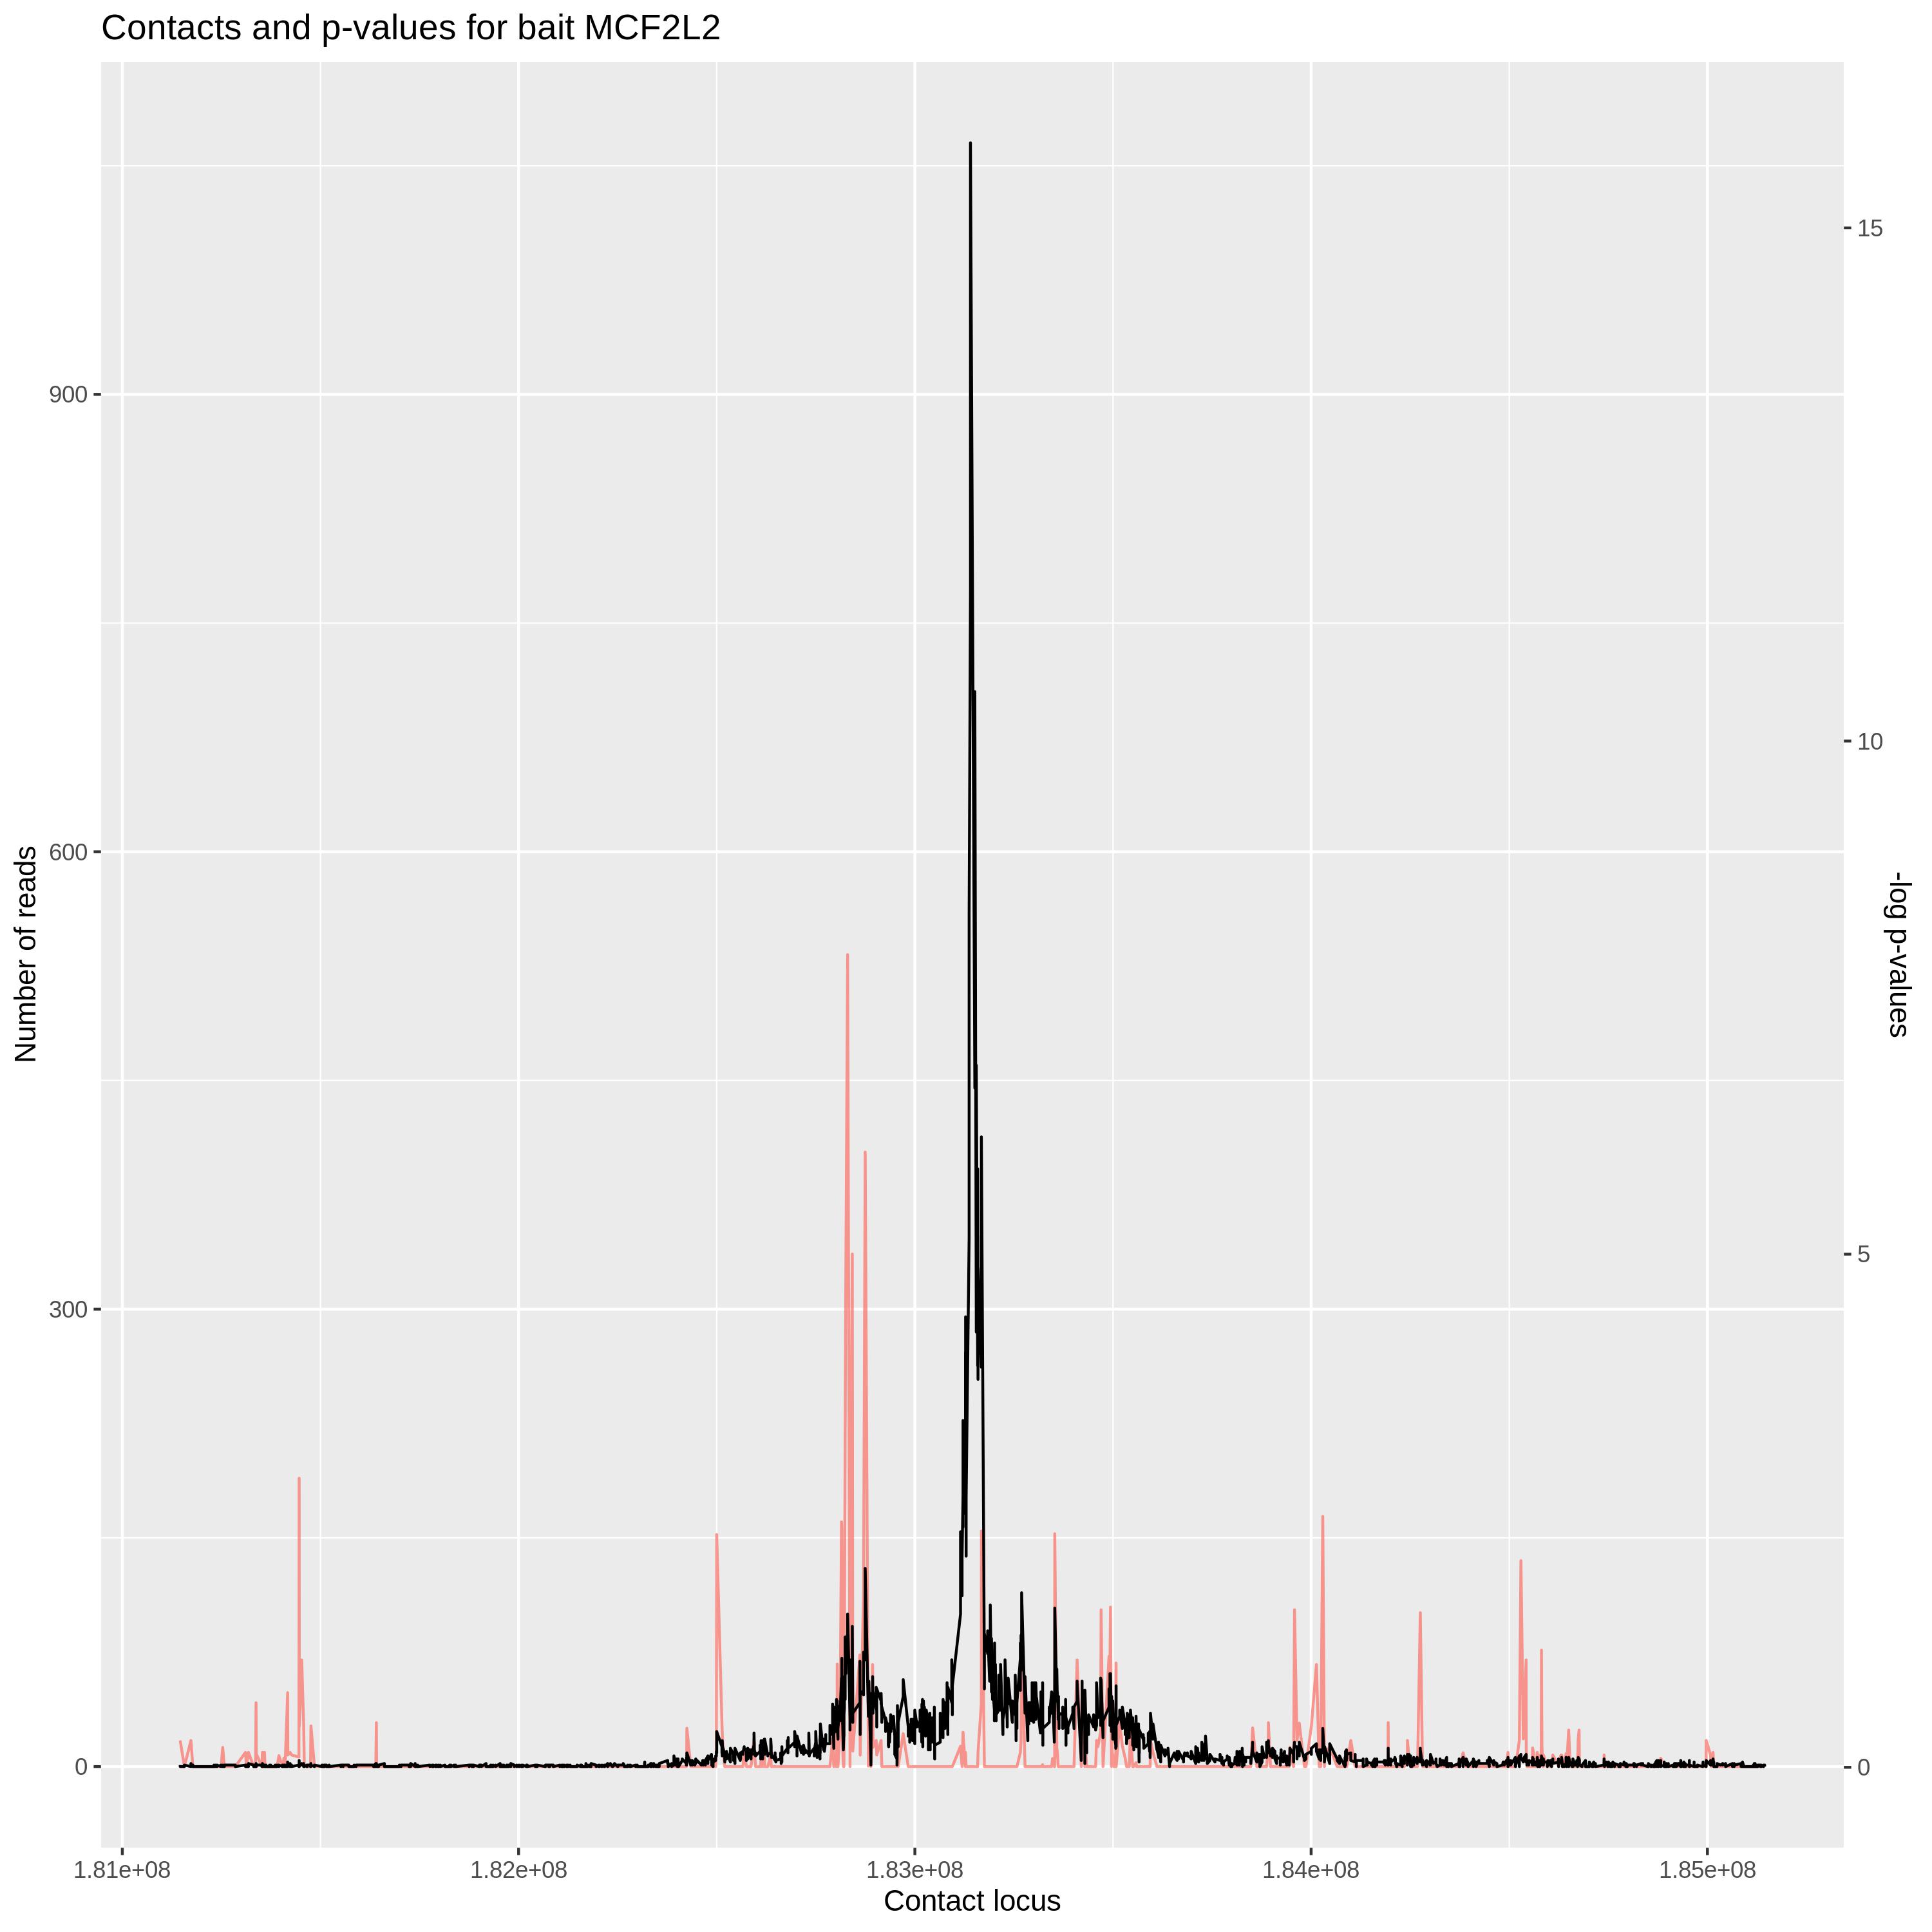 Contacts and p-values for bait MCF2L2
Number of reads
900
600
300
0
15
10
5
0
-log p-values
1.81e+08
1.82e+08
1.83e+08
1.84e+08
1.85e+08
Contact locus